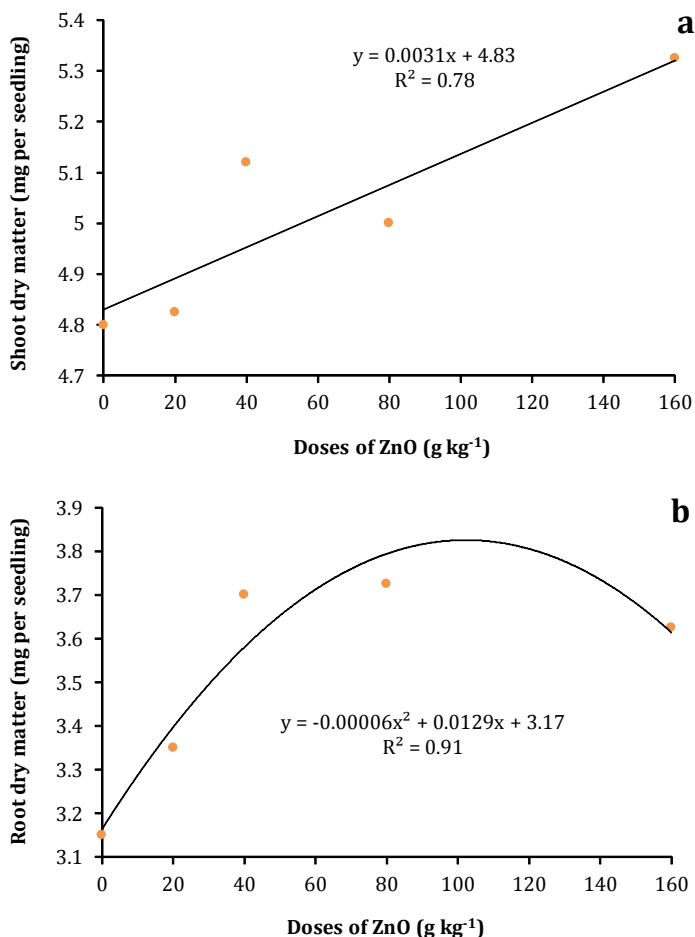 a
y = 0.0031x + 4.83
R² = 0.78
Shoot dry matter (mg per seedling)
5.4
5.3
5.2
5.1
5
4.9
4.8
4.7
0 20 40 60 80 100 120 140 160
Doses of ZnO (g kg⁻¹)
b
Root dry matter (mg per seedling)
3.9
3.8
3.7
3.6
3.5
3.4
3.3
3.2
3.1
y = -0.00006x² + 0.0129x + 3.17
R² = 0.91
0 20 40 60 80 100 120 140 160
Doses of ZnO (g kg⁻¹)